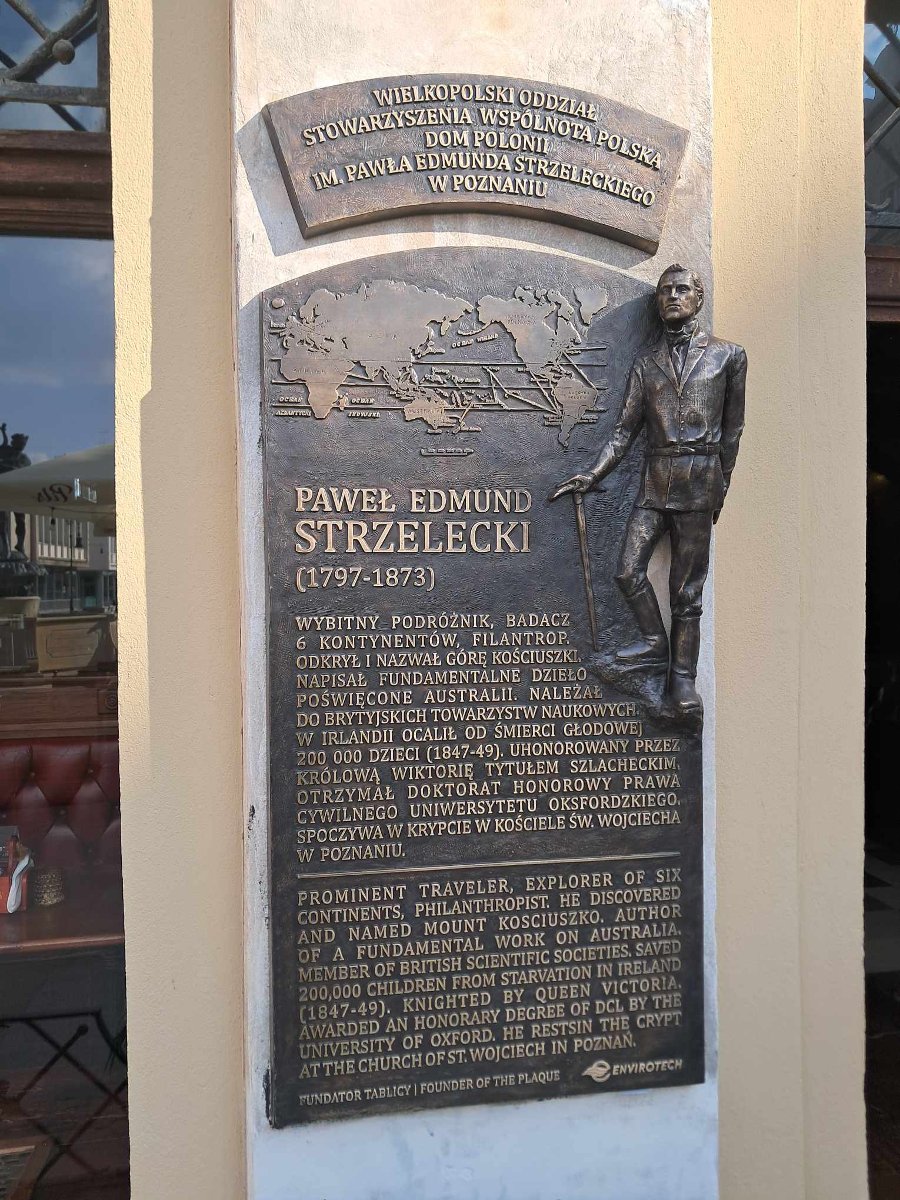 WIELKOPOLSKI ODDZIAŁ
STOWARZYSZENIA WSPÓLNOTA POLSKA
DOM POLONII
IM. PAWŁA EDMUNDA STRZELECKIEGO
W POZNANIU
OCEAN WIELKI
OCEAN
ATLANTYCKI
OCEAN
INDYJSKI
PAWEŁ EDMUND
STRZELECKI
(1797-1873)
WYBITNY PODRÓŻNIK, BADACZ
6 KONTYNENTÓW, FILANTROP.
ODKRYŁ I NAZWAŁ GÓRĘ KOŚCIUSZKI.
NAPISAŁ FUNDAMENTALNE DZIEŁO
POŚWIĘCONE AUSTRALII. NALEŻAŁ
DO BRYTYJSKICH TOWARZYSTW NAUKOWYCH.
W IRLANDII OCALIŁ OD ŚMIERCI GŁODOWEJ
200 000 DZIECI (1847-49). UHONOROWANY PRZEZ
KRÓLOWĄ WIKTORIĘ TYTUŁEM SZLACHECKIM.
OTRZYMAŁ DOKTORAT HONOROWY PRAWA
CYWILNEGO UNIWERSYTETU OKSFORDZKIEGO.
SPOCZYWA W KRYPCIE W KOŚCIELE ŚW. WOJCIECHA
W POZNANIU.
PROMINENT TRAVELER, EXPLORER OF SIX
CONTINENTS, PHILANTHROPIST. HE DISCOVERED
AND NAMED MOUNT KOSCIUSZKO. AUTHOR
OF A FUNDAMENTAL WORK ON AUSTRALIA.
MEMBER OF BRITISH SCIENTIFIC SOCIETIES. SAVED
200,000 CHILDREN FROM STARVATION IN IRELAND
(1847-49). KNIGHTED BY QUEEN VICTORIA.
AWARDED AN HONORARY DEGREE OF DCL BY THE
UNIVERSITY OF OXFORD. HE RESTSIN THE CRYPT
AT THE CHURCH OF ST. WOJCIECH IN POZNAŃ.
ENVIROTECH
FUNDATOR TABLICY | FOUNDER OF THE PLAQUE